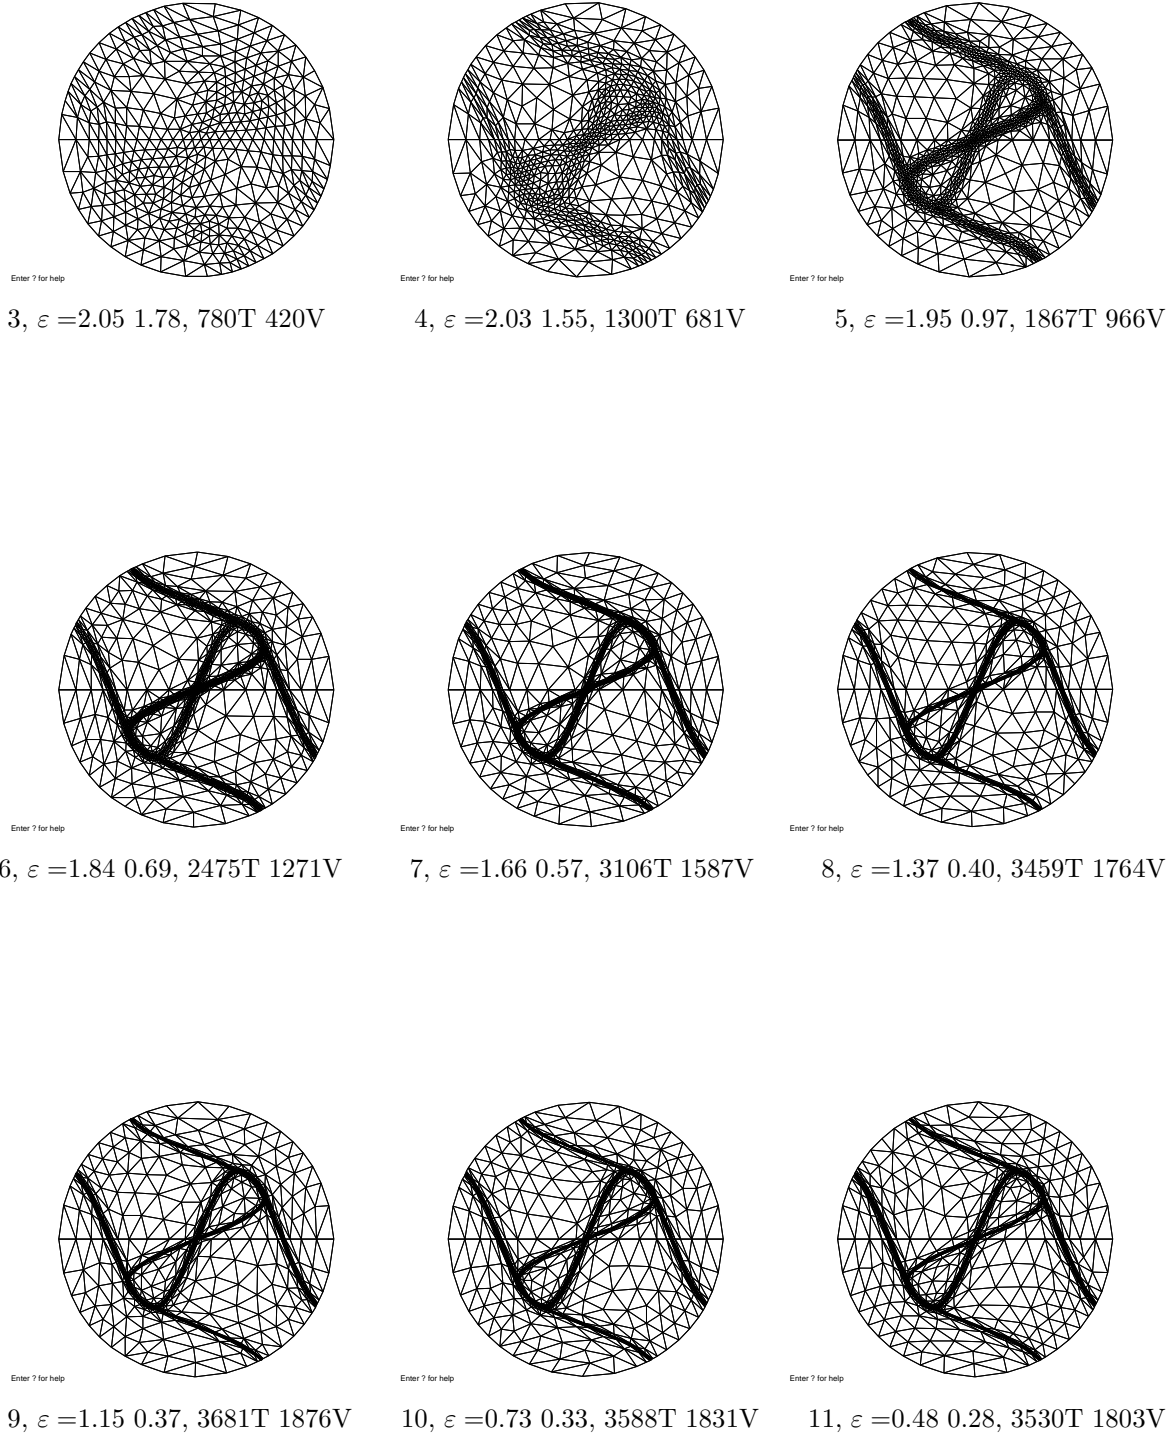 Enter ? for help
Enter ? for help
Enter ? for help
3, ε =2.05 1.78, 780T 420V
4, ε =2.03 1.55, 1300T 681V
5, ε =1.95 0.97, 1867T 966V
Enter ? for help
Enter ? for help
Enter ? for help
6, ε =1.84 0.69, 2475T 1271V
7, ε =1.66 0.57, 3106T 1587V
8, ε =1.37 0.40, 3459T 1764V
Enter ? for help
Enter ? for help
Enter ? for help
9, ε =1.15 0.37, 3681T 1876V
10, ε =0.73 0.33, 3588T 1831V
11, ε =0.48 0.28, 3530T 1803V